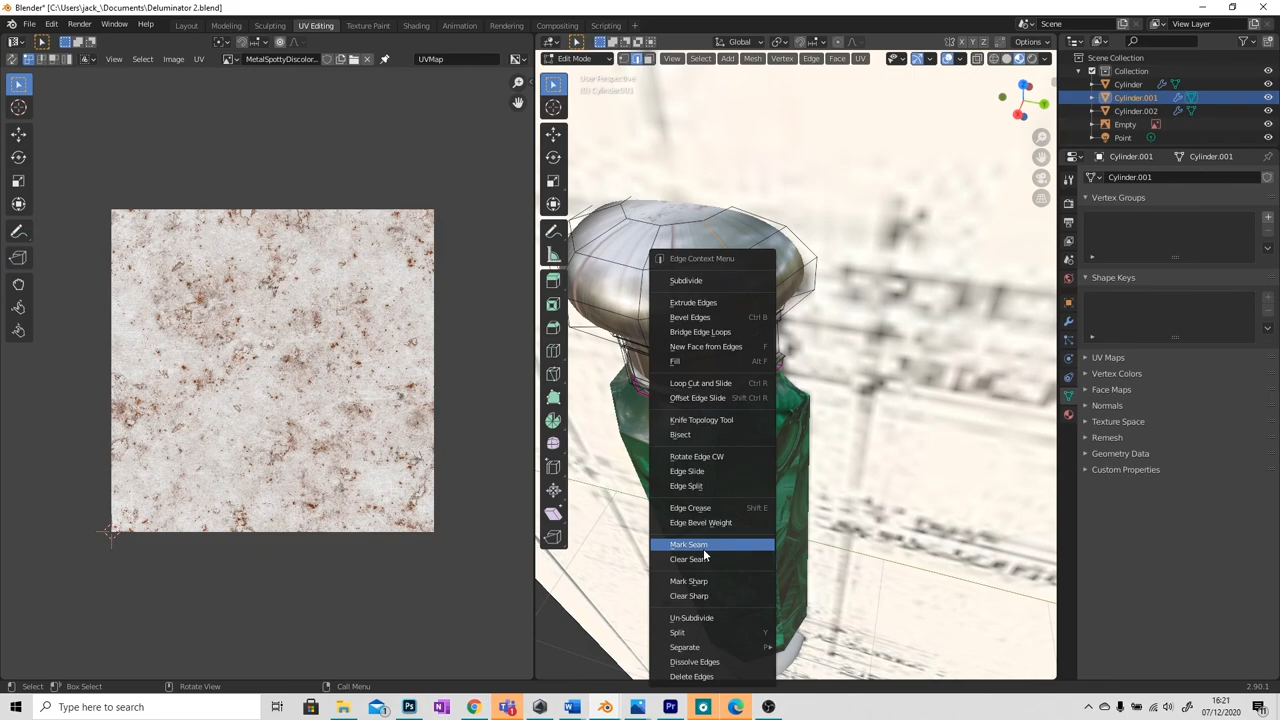 Blender* [C:\Users\jack_\Documents\Deluminator 2.blend]
File Edit Render Window Help Layout Modeling Sculpting UV Editing Texture Paint Shading Animation Rendering Compositing Scripting Scene View Layer
Global Options
View Select Image UV MetalSpottyDiscolor... UVMap Edit Mode View Select Add Mesh Vertex Edge Face UV
User Perspective
(0) Cylinder.001
Scene Collection
Collection
Cylinder
Cylinder.001
Cylinder.002
Empty
Point
Cylinder.001 Cylinder.001
Cylinder.001
Vertex Groups
Shape Keys
UV Maps
Vertex Colors
Face Maps
Normals
Texture Space
Remesh
Geometry Data
Custom Properties
Edge Context Menu
Subdivide
Extrude Edges
Bevel Edges Ctrl B
Bridge Edge Loops
New Face from Edges F
Fill Alt F
Loop Cut and Slide Ctrl R
Offset Edge Slide Shift Ctrl R
Knife Topology Tool
Bisect
Rotate Edge CW
Edge Slide
Edge Split
Edge Crease Shift E
Edge Bevel Weight
Mark Seam
Clear Seam
Mark Sharp
Clear Sharp
Un-Subdivide
Split Y
Separate P
Dissolve Edges
Delete Edges
Select Box Select Rotate View Call Menu 2.90.1
Type here to search
16:21
07/12/2020